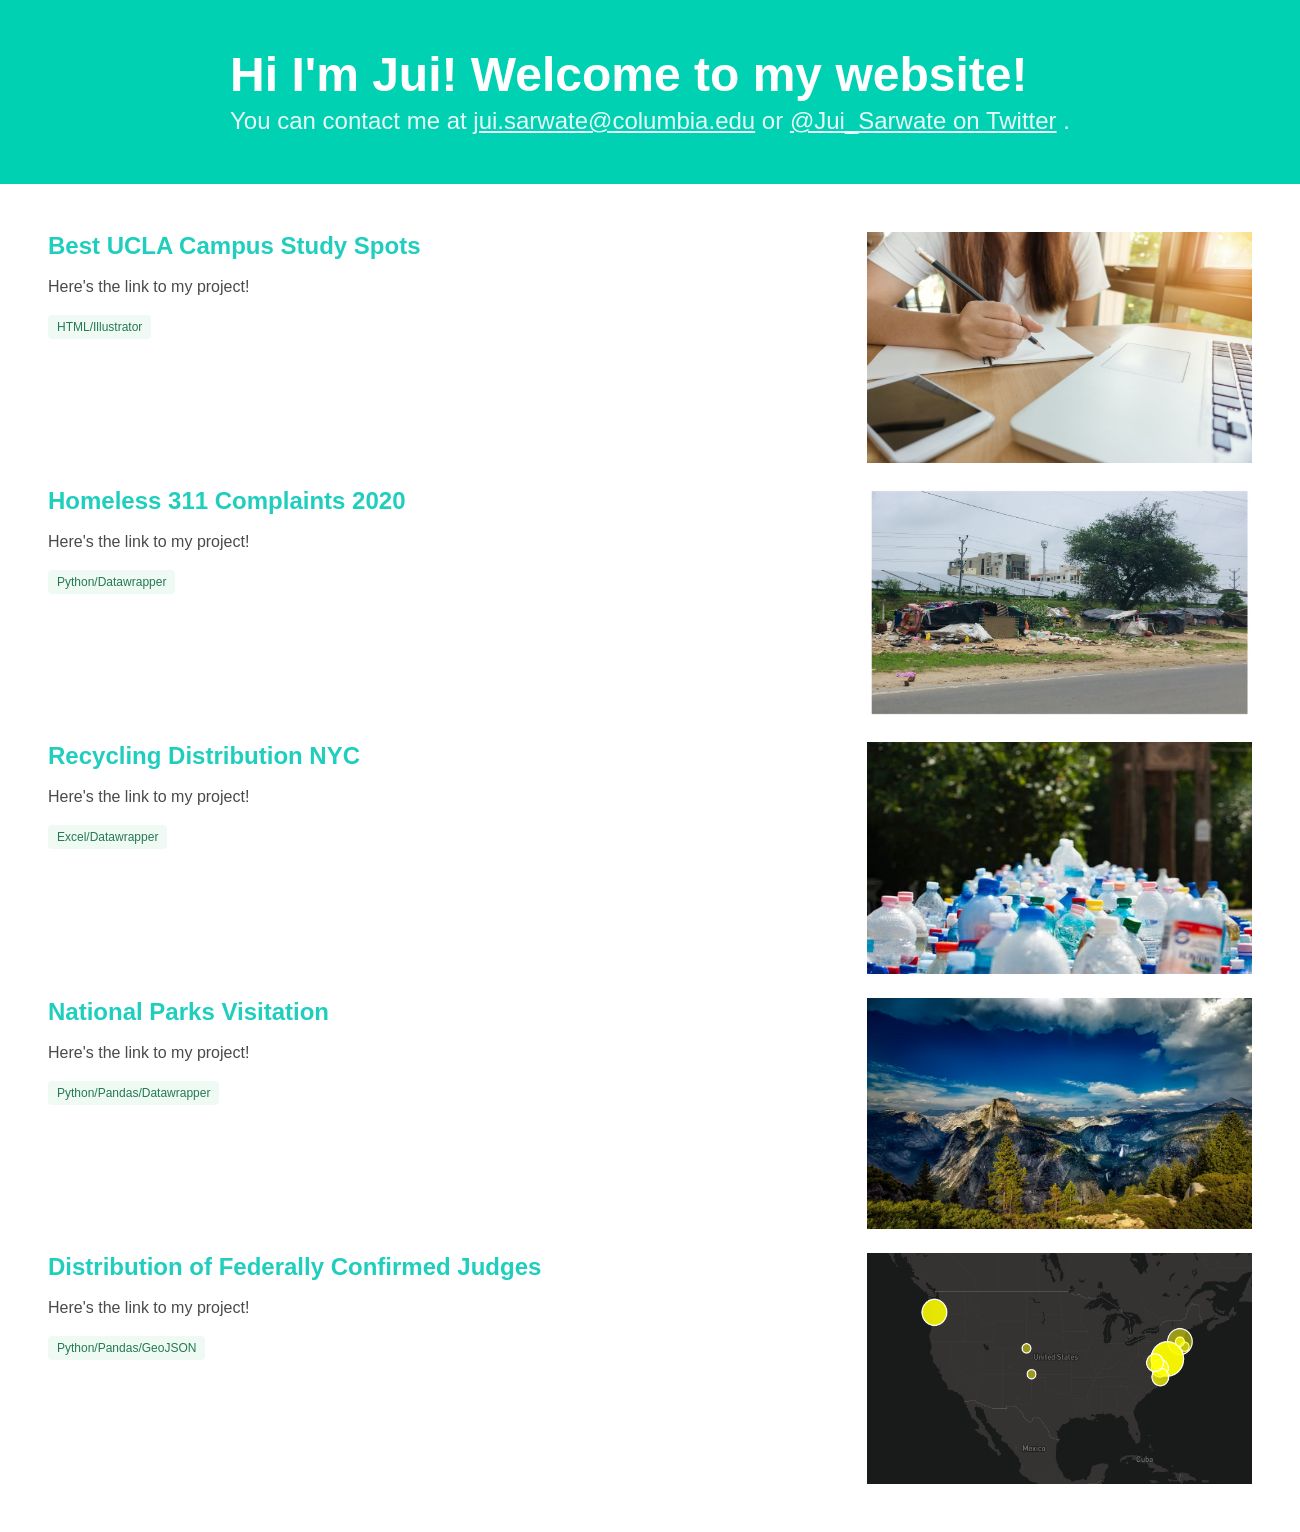 Hi I'm Jui! Welcome to my website!
You can contact me at jui.sarwate@columbia.edu or @Jui_Sarwate on Twitter .
Best UCLA Campus Study Spots
Here's the link to my project!
HTML/Illustrator
Homeless 311 Complaints 2020
Here's the link to my project!
Python/Datawrapper
Recycling Distribution NYC
Here's the link to my project!
Excel/Datawrapper
National Parks Visitation
Here's the link to my project!
Python/Pandas/Datawrapper
Distribution of Federally Confirmed Judges
Here's the link to my project!
Python/Pandas/GeoJSON
United States
Mexico
Cuba